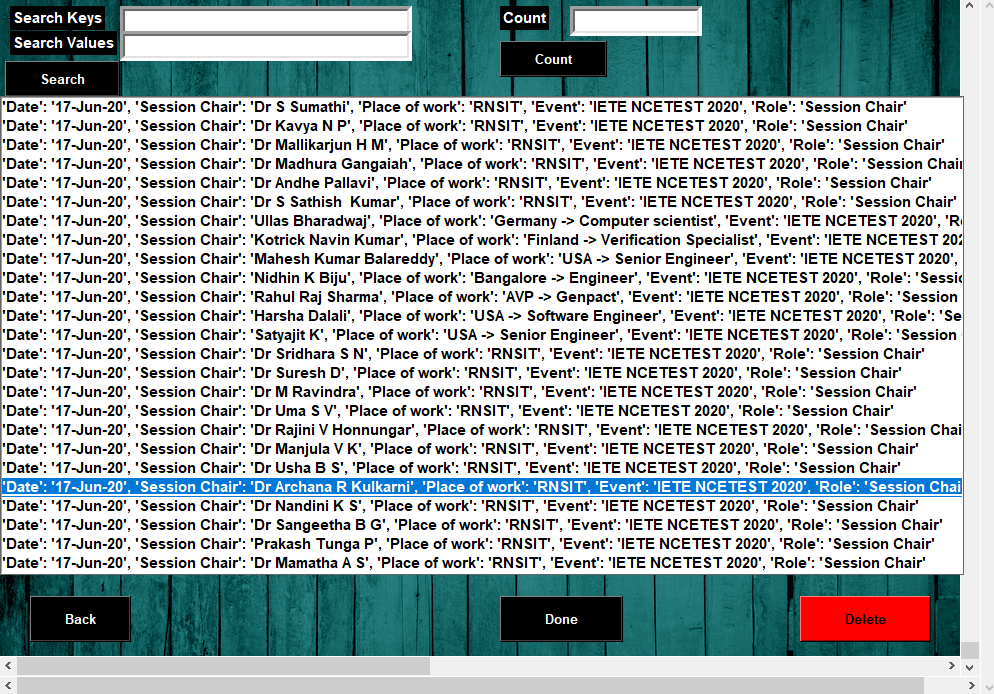 Search Keys
Count
Search Values
Count
Search
'Date': '17-Jun-20', 'Session Chair': 'Dr S Sumathi', 'Place of work': 'RNSIT', 'Event': 'IETE NCETEST 2020', 'Role': 'Session Chair'
'Date': '17-Jun-20', 'Session Chair': 'Dr Kavya N P', 'Place of work': 'RNSIT', 'Event': 'IETE NCETEST 2020', 'Role': 'Session Chair'
'Date': '17-Jun-20', 'Session Chair': 'Dr Mallikarjun H M', 'Place of work': 'RNSIT', 'Event': 'IETE NCETEST 2020', 'Role': 'Session Chair'
'Date': '17-Jun-20', 'Session Chair': 'Dr Madhura Gangaiah', 'Place of work': 'RNSIT', 'Event': 'IETE NCETEST 2020', 'Role': 'Session Chair
'Date': '17-Jun-20', 'Session Chair': 'Dr Andhe Pallavi', 'Place of work': 'RNSIT', 'Event': 'IETE NCETEST 2020', 'Role': 'Session Chair'
'Date': '17-Jun-20', 'Session Chair': 'Dr S Sathish  Kumar', 'Place of work': 'RNSIT', 'Event': 'IETE NCETEST 2020', 'Role': 'Session Chair'
'Date': '17-Jun-20', 'Session Chair': 'Ullas Bharadwaj', 'Place of work': 'Germany -> Computer scientist', 'Event': 'IETE NCETEST 2020', 'R
'Date': '17-Jun-20', 'Session Chair': 'Kotrick Navin Kumar', 'Place of work': 'Finland -> Verification Specialist', 'Event': 'IETE NCETEST 202
'Date': '17-Jun-20', 'Session Chair': 'Mahesh Kumar Balareddy', 'Place of work': 'USA -> Senior Engineer', 'Event': 'IETE NCETEST 2020',
'Date': '17-Jun-20', 'Session Chair': 'Nidhin K Biju', 'Place of work': 'Bangalore -> Engineer', 'Event': 'IETE NCETEST 2020', 'Role': 'Sessio
'Date': '17-Jun-20', 'Session Chair': 'Rahul Raj Sharma', 'Place of work': 'AVP -> Genpact', 'Event': 'IETE NCETEST 2020', 'Role': 'Session
'Date': '17-Jun-20', 'Session Chair': 'Harsha Dalali', 'Place of work': 'USA -> Software Engineer', 'Event': 'IETE NCETEST 2020', 'Role': 'Se
'Date': '17-Jun-20', 'Session Chair': 'Satyajit K', 'Place of work': 'USA -> Senior Engineer', 'Event': 'IETE NCETEST 2020', 'Role': 'Session
'Date': '17-Jun-20', 'Session Chair': 'Dr Sridhara S N', 'Place of work': 'RNSIT', 'Event': 'IETE NCETEST 2020', 'Role': 'Session Chair'
'Date': '17-Jun-20', 'Session Chair': 'Dr Suresh D', 'Place of work': 'RNSIT', 'Event': 'IETE NCETEST 2020', 'Role': 'Session Chair'
'Date': '17-Jun-20', 'Session Chair': 'Dr M Ravindra', 'Place of work': 'RNSIT', 'Event': 'IETE NCETEST 2020', 'Role': 'Session Chair'
'Date': '17-Jun-20', 'Session Chair': 'Dr Uma S V', 'Place of work': 'RNSIT', 'Event': 'IETE NCETEST 2020', 'Role': 'Session Chair'
'Date': '17-Jun-20', 'Session Chair': 'Dr Rajini V Honnungar', 'Place of work': 'RNSIT', 'Event': 'IETE NCETEST 2020', 'Role': 'Session Chai
'Date': '17-Jun-20', 'Session Chair': 'Dr Manjula V K', 'Place of work': 'RNSIT', 'Event': 'IETE NCETEST 2020', 'Role': 'Session Chair'
'Date': '17-Jun-20', 'Session Chair': 'Dr Usha B S', 'Place of work': 'RNSIT', 'Event': 'IETE NCETEST 2020', 'Role': 'Session Chair'
'Date': '17-Jun-20', 'Session Chair': 'Dr Archana R Kulkarni', 'Place of work': 'RNSIT', 'Event': 'IETE NCETEST 2020', 'Role': 'Session Chai
'Date': '17-Jun-20', 'Session Chair': 'Dr Nandini K S', 'Place of work': 'RNSIT', 'Event': 'IETE NCETEST 2020', 'Role': 'Session Chair'
'Date': '17-Jun-20', 'Session Chair': 'Dr Sangeetha B G', 'Place of work': 'RNSIT', 'Event': 'IETE NCETEST 2020', 'Role': 'Session Chair'
'Date': '17-Jun-20', 'Session Chair': 'Prakash Tunga P', 'Place of work': 'RNSIT', 'Event': 'IETE NCETEST 2020', 'Role': 'Session Chair'
'Date': '17-Jun-20', 'Session Chair': 'Dr Mamatha A S', 'Place of work': 'RNSIT', 'Event': 'IETE NCETEST 2020', 'Role': 'Session Chair'
Back
Done
Delete